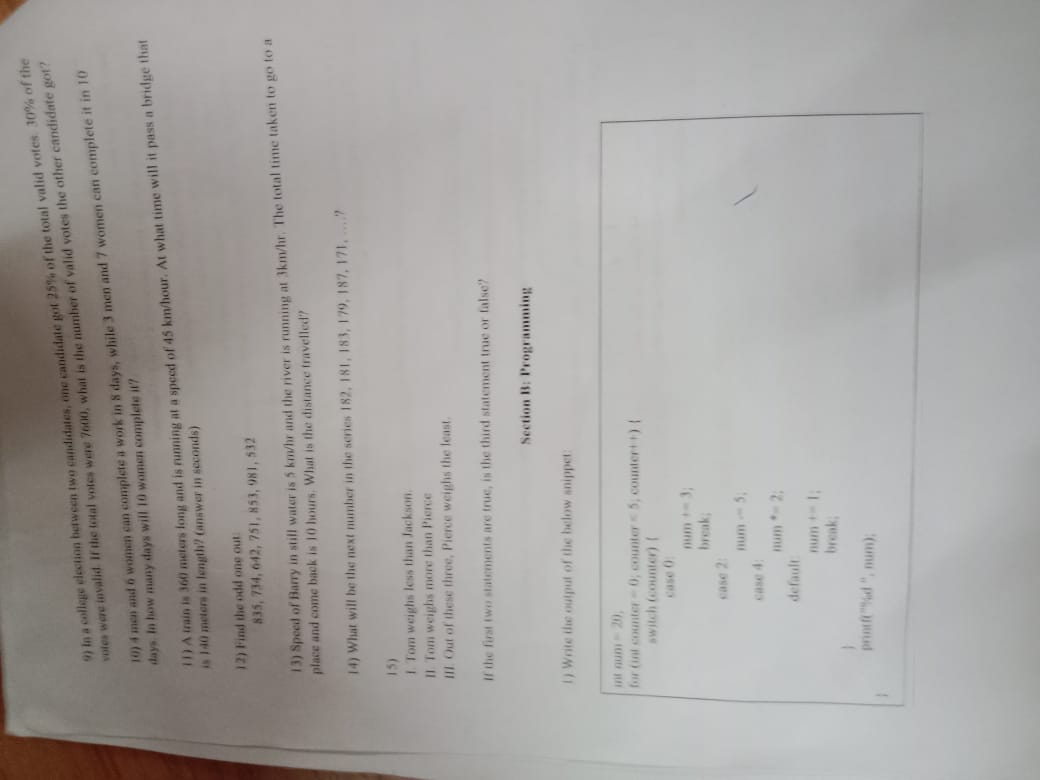 9) In a college election between two candidates, one candidate got 25% of the total valid votes. 30% of the
votes were invalid. If the total votes were 7600, what is the number of valid votes the other candidate got?
10) 4 men and 6 women can complete a work in 8 days, while 3 men and 7 women can complete it in 10
days. In how many days will 10 women complete it?
11) A train is 360 meters long and is running at a speed of 45 km/hour. At what time will it pass a bridge that
is 140 meters in length? (answer in seconds)
12) Find the odd one out:
835, 734, 642, 751, 853, 981, 532
13) Speed of Barry in still water is 5 km/hr and the river is running at 3km/hr. The total time taken to go to a
place and come back is 10 hours. What is the distance travelled?
14) What will be the next number in the series 182, 181, 183, 179, 187, 171, ....?
15)
I. Tom weighs less than Jackson.
II. Tom weighs more than Pierce
III. Out of these three, Pierce weighs the least.
If the first two statements are true, is the third statement true or false?
Section B: Programming
1) Write the output of the below snippet:
int num = 20;
for (int counter = 0; counter < 5; counter++) {
switch (counter) {
case 0:
num += 3;
break;
case 2:
num -= 5;
case 4:
num *= 2;
default:
num += 1;
break;
}
printf("%d ", num);
}